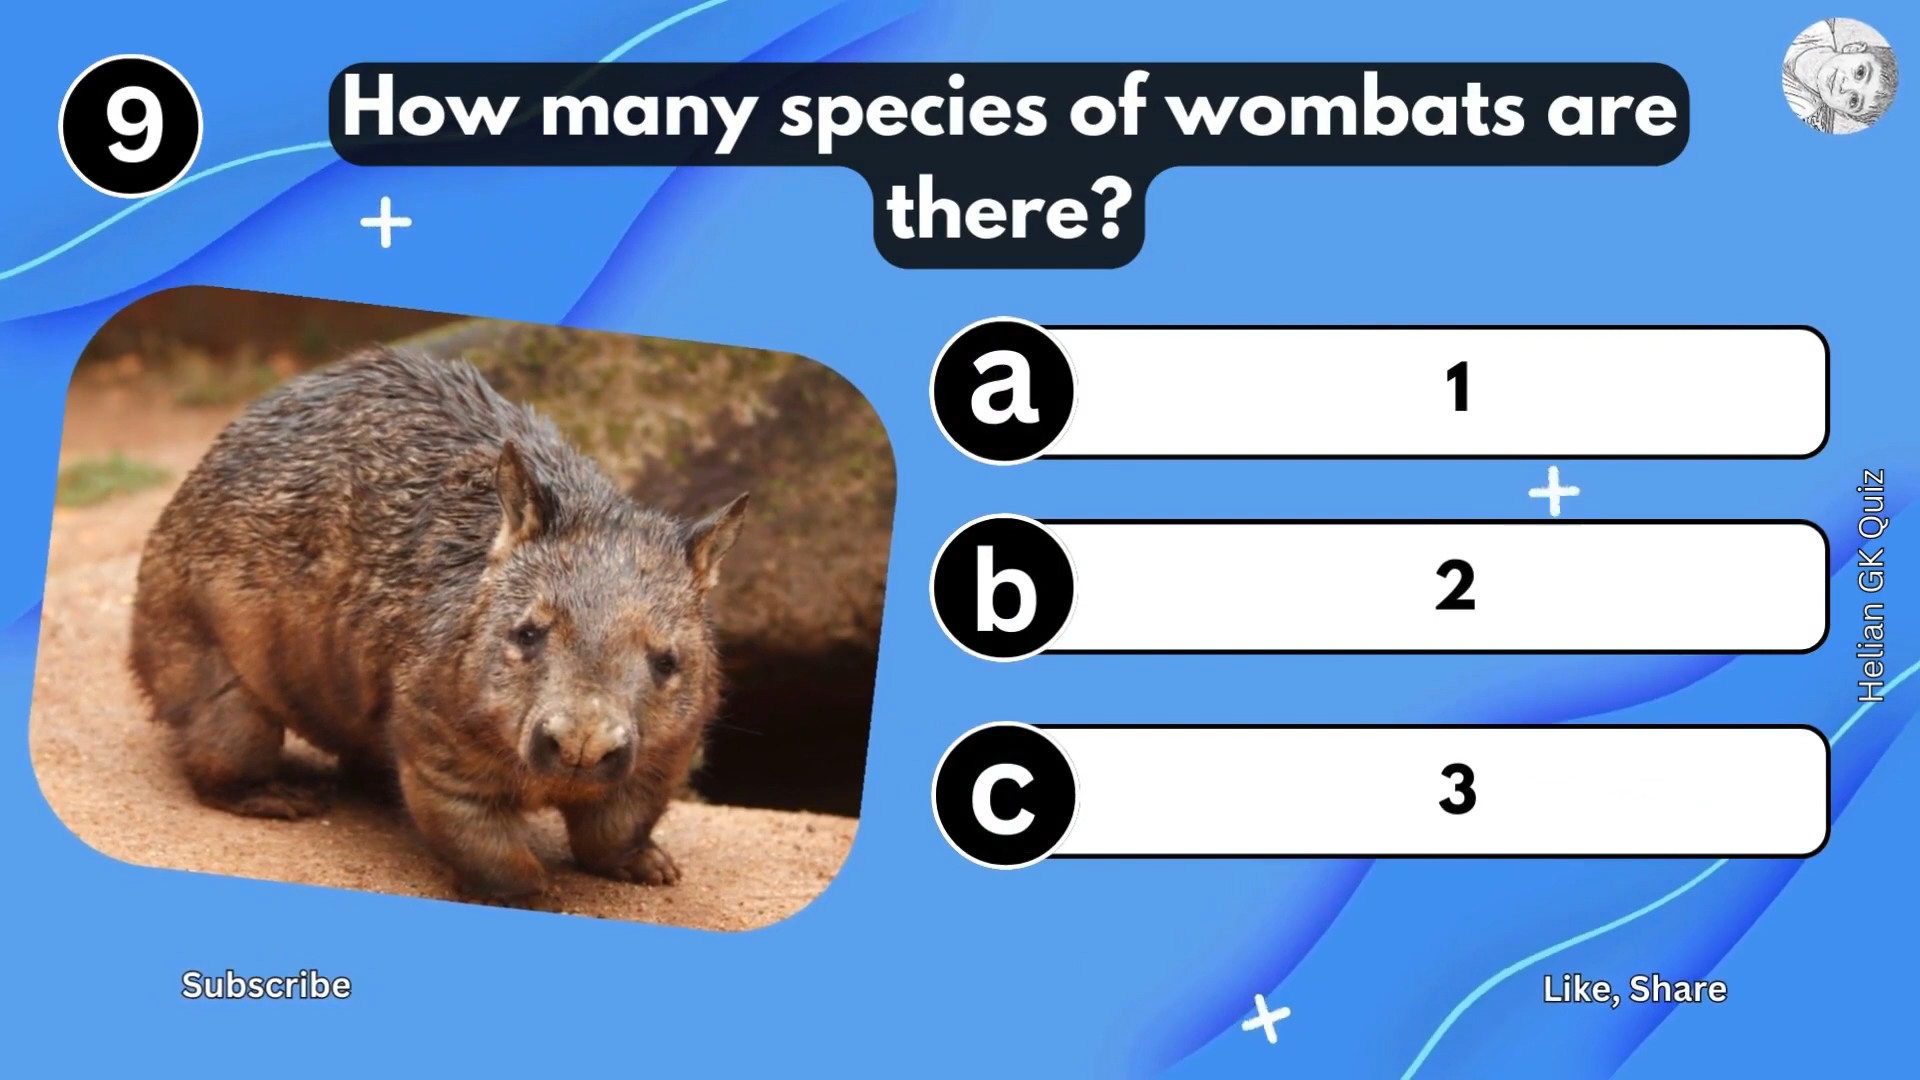 9
How many species of wombats are
there?
a
1
b
2
c
3
Helian GK Quiz
Subscribe
Like, Share